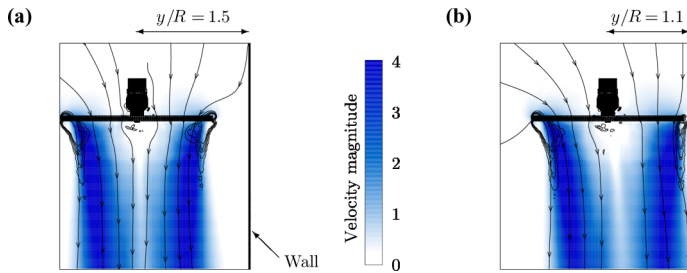 (a)
y/R = 1.5
Wall
Velocity magnitude
4
3
2
1
0
(b)
y/R = 1.1